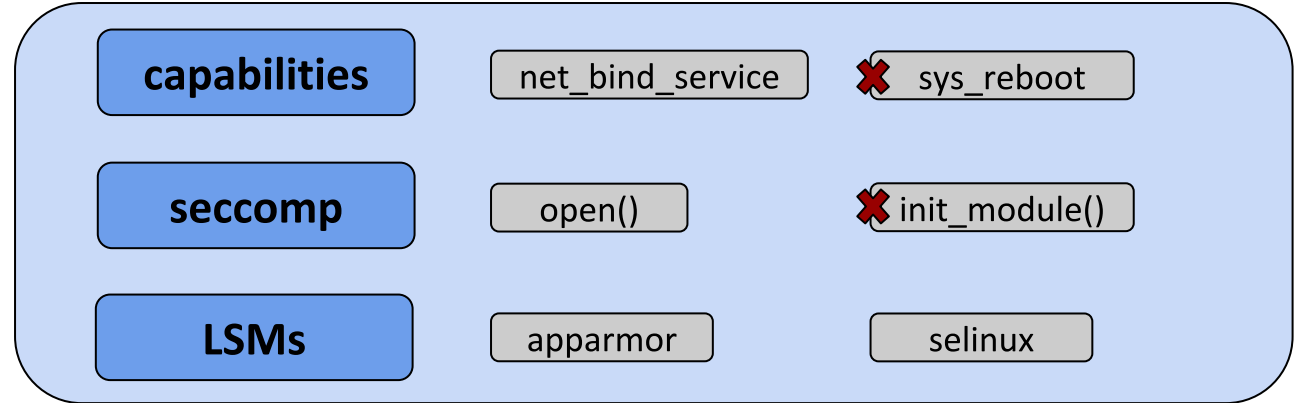 capabilities net_bind_service sys_reboot
seccomp open() init_module()
LSMs apparmor selinux